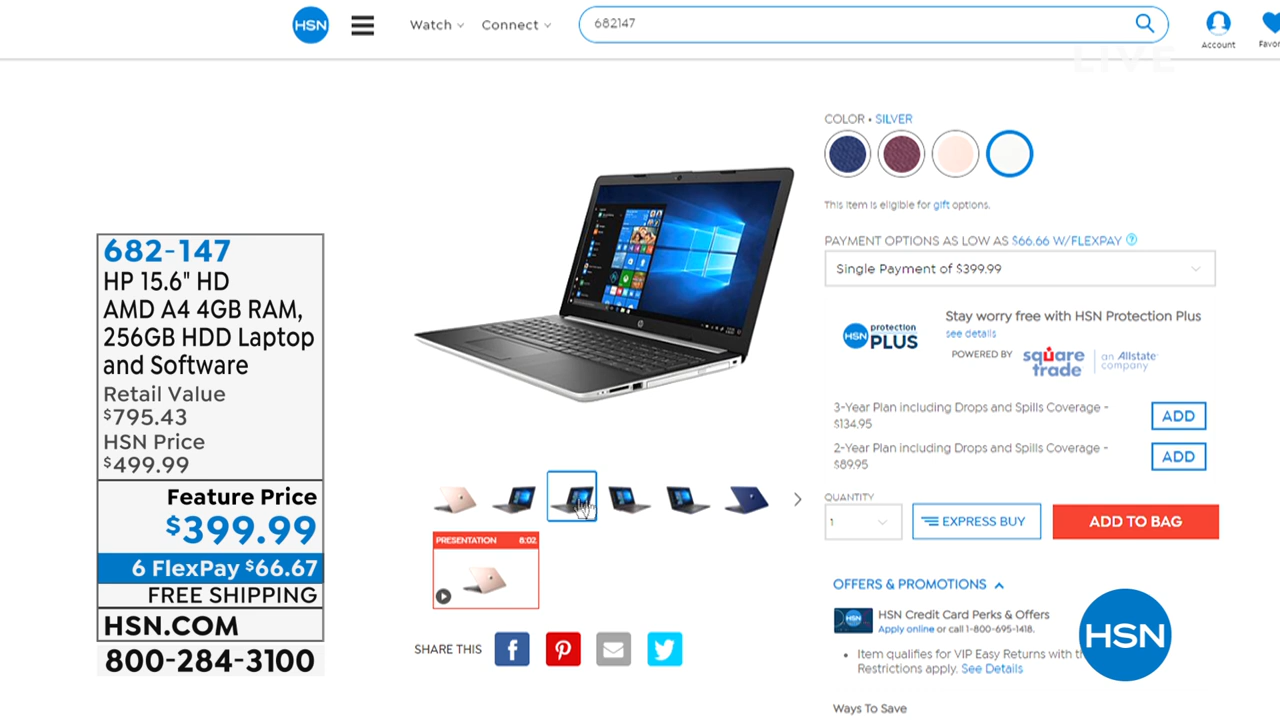 HSN
Watch
Connect
682147
Account
LIVE
COLOR • SILVER
This item is eligible for gift options.
PAYMENT OPTIONS AS LOW AS $66.66 W/FLEXPAY ?
Single Payment of $399.99
HSN protection PLUS
Stay worry free with HSN Protection Plus
see details
POWERED BY
square trade
an Allstate company
3-Year Plan including Drops and Spills Coverage -
$134.95
ADD
2-Year Plan including Drops and Spills Coverage -
$89.95
ADD
QUANTITY
1
EXPRESS BUY
ADD TO BAG
OFFERS & PROMOTIONS
HSN Credit Card Perks & Offers
Apply online or call 1-800-695-1418.
• Item qualifies for VIP Easy Returns with
Restrictions apply. See Details
Ways To Save
HSN
682-147
HP 15.6" HD
AMD A4 4GB RAM,
256GB HDD Laptop
and Software
Retail Value
$795.43
HSN Price
$499.99
Feature Price
$399.99
6 FlexPay $66.67
FREE SHIPPING
HSN.COM
800-284-3100
PRESENTATION 6:02
SHARE THIS